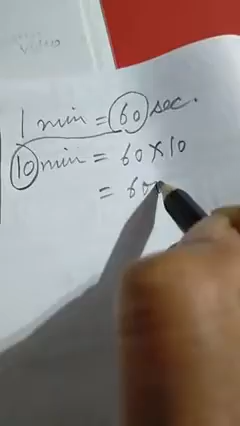 1 min = 60 sec.
10 min = 60 × 10
= 60